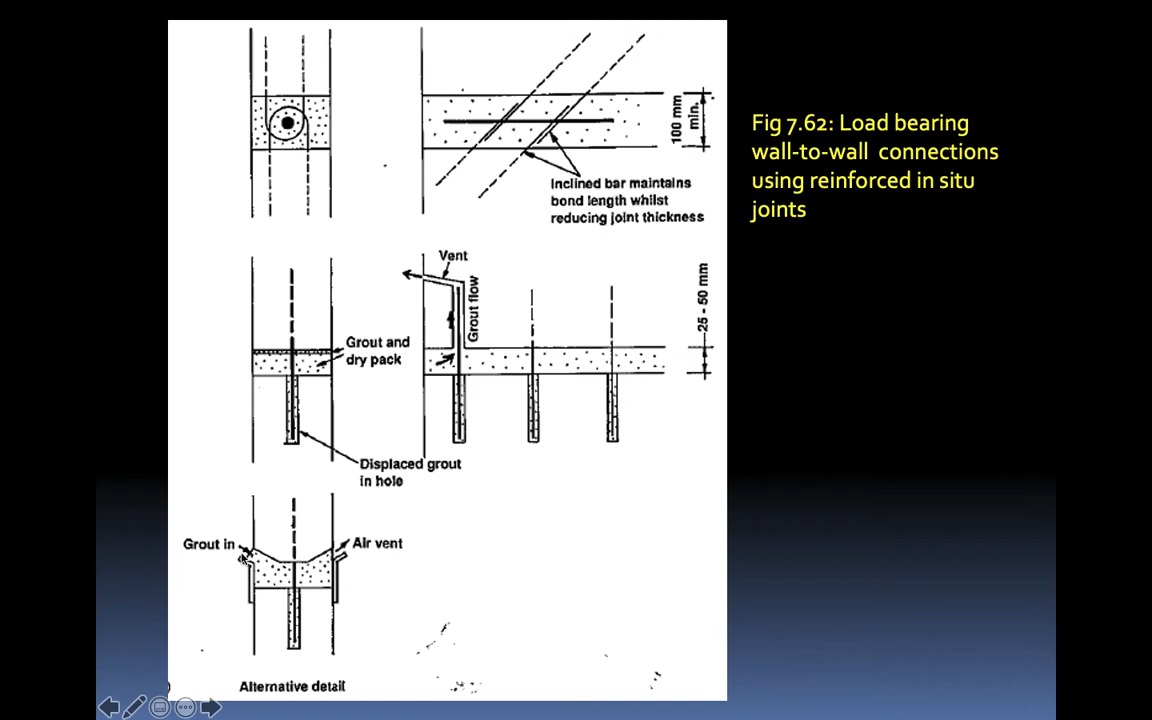 Fig 7.62: Load bearing
wall-to-wall connections
using reinforced in situ
joints
100 mm
min.
Inclined bar maintains
bond length whilst
reducing joint thickness
Vent
Grout flow
25 - 50 mm
Grout and
dry pack
Displaced grout
in hole
Grout in
Air vent
Alternative detail